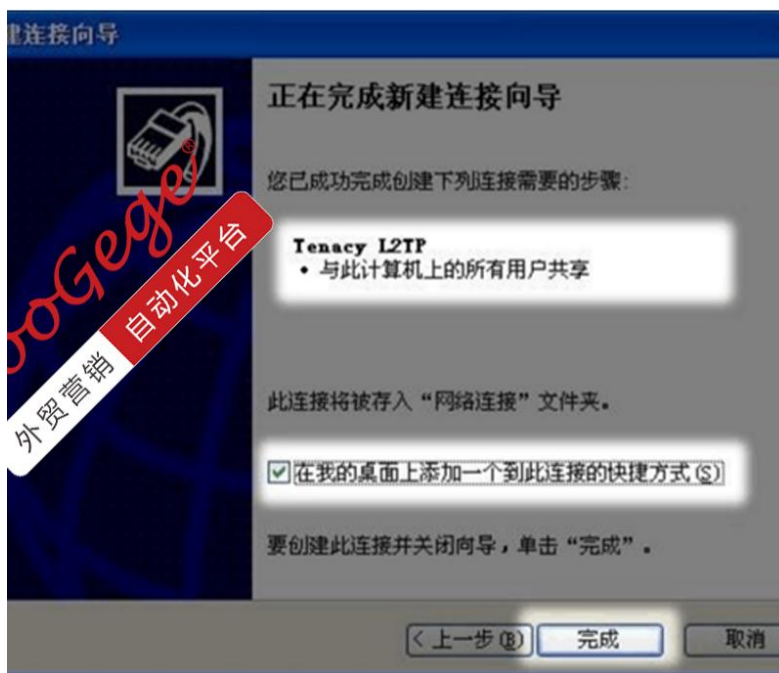 建连接向导
正在完成新建连接向导
您已成功完成创建下列连接需要的步骤:
Tenacy L2TP
• 与此计算机上的所有用户共享
此连接将被存入“网络连接”文件夹。
在我的桌面上添加一个到此连接的快捷方式(S)
要创建此连接并关闭向导，单击“完成”。
<上一步(B)
完成
取消
ooGege®
外贸营销 自动化平台